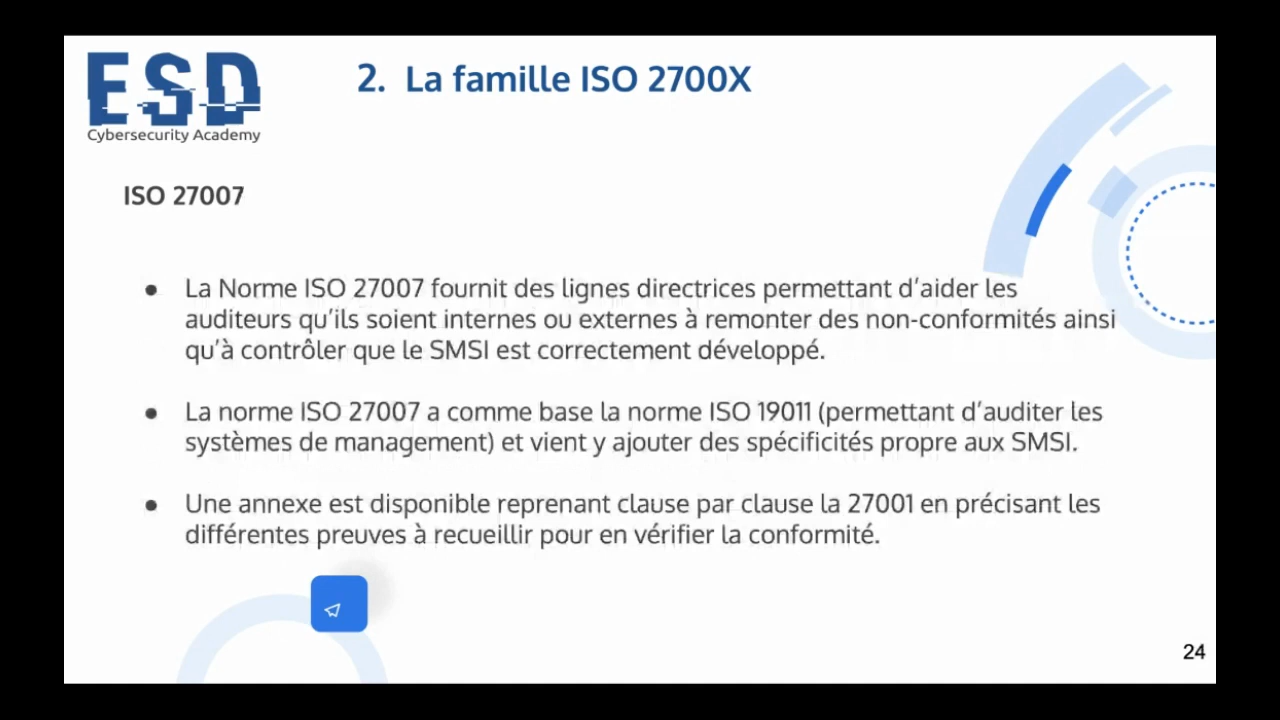 ESD
Cybersecurity Academy
2. La famille ISO 2700X
ISO 27007
● La Norme ISO 27007 fournit des lignes directrices permettant d'aider les
auditeurs qu'ils soient internes ou externes à remonter des non-conformités ainsi
qu'à contrôler que le SMSI est correctement développé.
● La norme ISO 27007 a comme base la norme ISO 19011 (permettant d'auditer les
systèmes de management) et vient y ajouter des spécificités propre aux SMSI.
● Une annexe est disponible reprenant clause par clause la 27001 en précisant les
différentes preuves à recueillir pour en vérifier la conformité.
24